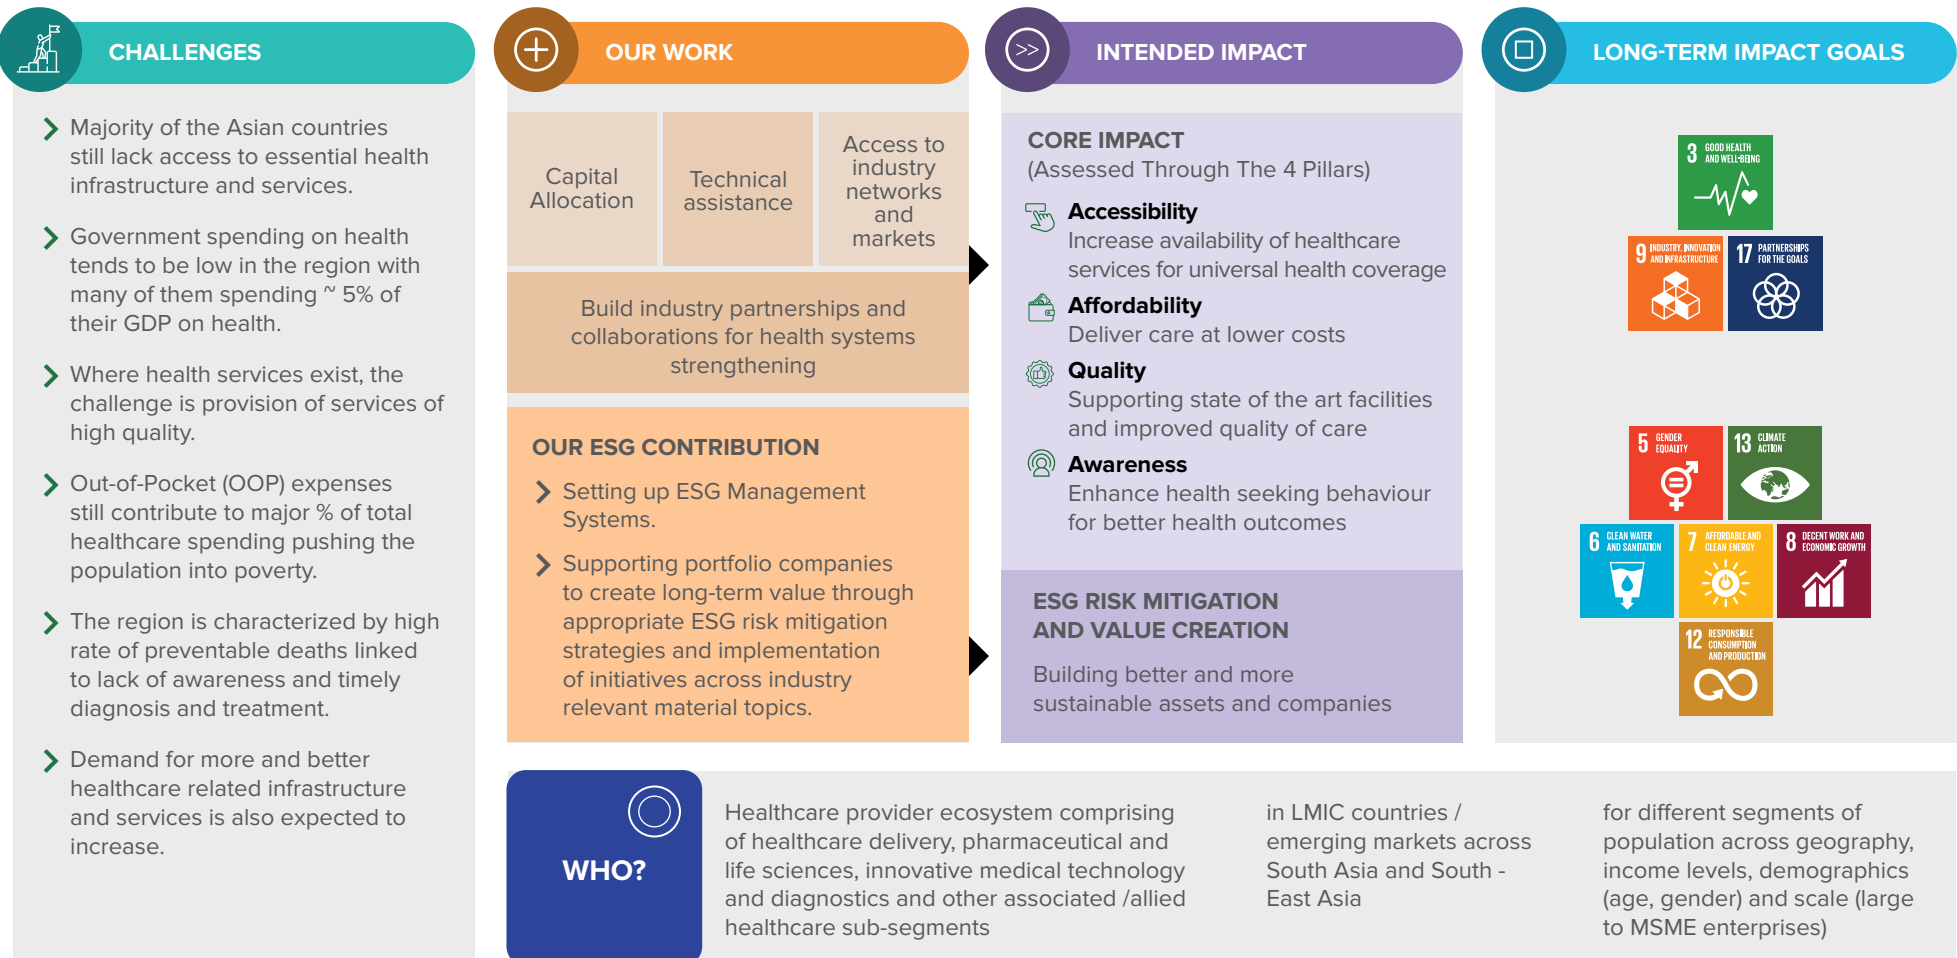 CHALLENGES
Majority of the Asian countries
still lack access to essential health
infrastructure and services.
Government spending on health
tends to be low in the region with
many of them spending ~ 5% of
their GDP on health.
Where health services exist, the
challenge is provision of services of
high quality.
Out-of-Pocket (OOP) expenses
still contribute to major % of total
healthcare spending pushing the
population into poverty.
The region is characterized by high
rate of preventable deaths linked
to lack of awareness and timely
diagnosis and treatment.
Demand for more and better
healthcare related infrastructure
and services is also expected to
increase.
OUR WORK
Capital
Allocation
Technical
assistance
Access to
industry
networks
and
markets
Build industry partnerships and
collaborations for health systems
strengthening
OUR ESG CONTRIBUTION
Setting up ESG Management
Systems.
Supporting portfolio companies
to create long-term value through
appropriate ESG risk mitigation
strategies and implementation
of initiatives across industry
relevant material topics.
INTENDED IMPACT
CORE IMPACT
(Assessed Through The 4 Pillars)
Accessibility
Increase availability of healthcare
services for universal health coverage
Affordability
Deliver care at lower costs
Quality
Supporting state of the art facilities
and improved quality of care
Awareness
Enhance health seeking behaviour
for better health outcomes
ESG RISK MITIGATION
AND VALUE CREATION
Building better and more
sustainable assets and companies
LONG-TERM IMPACT GOALS
3 GOOD HEALTH
AND WELL-BEING
9 INDUSTRY, INNOVATION
AND INFRASTRUCTURE
17 PARTNERSHIPS
FOR THE GOALS
5 GENDER
EQUALITY
13 CLIMATE
ACTION
6 CLEAN WATER
AND SANITATION
7 AFFORDABLE AND
CLEAN ENERGY
8 DECENT WORK AND
ECONOMIC GROWTH
12 RESPONSIBLE
CONSUMPTION
AND PRODUCTION
WHO?
Healthcare provider ecosystem comprising
of healthcare delivery, pharmaceutical and
life sciences, innovative medical technology
and diagnostics and other associated /allied
healthcare sub-segments
in LMIC countries /
emerging markets across
South Asia and South -
East Asia
for different segments of
population across geography,
income levels, demographics
(age, gender) and scale (large
to MSME enterprises)